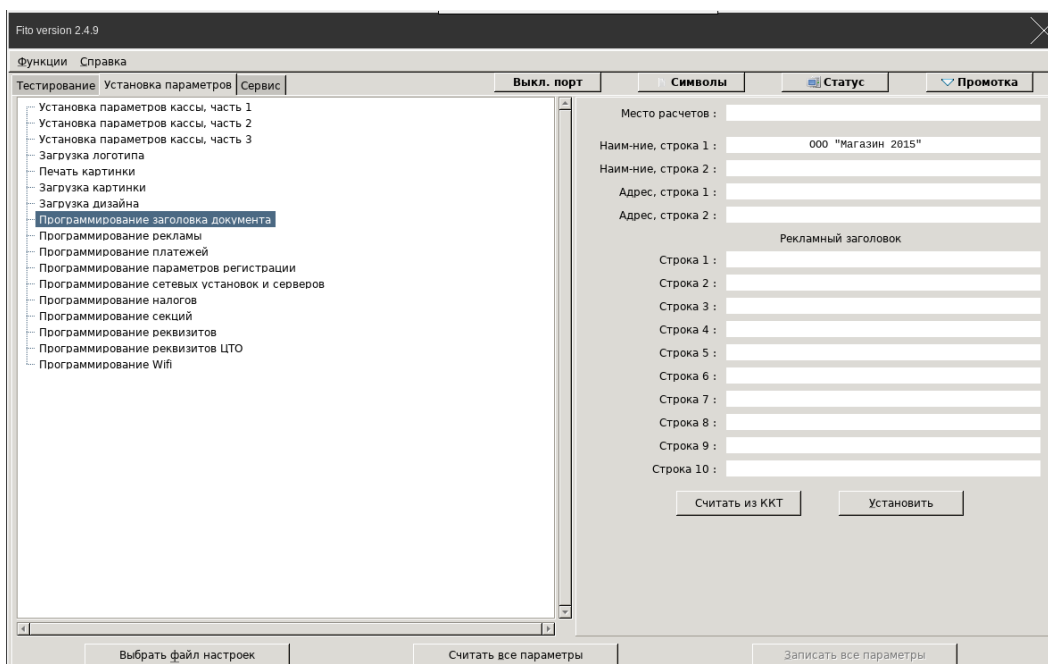 Fito version 2.4.9
Функции Справка
Тестирование Установка параметров Сервис Выкл. порт Символы Статус Промотка
Установка параметров кассы, часть 1
Установка параметров кассы, часть 2
Установка параметров кассы, часть 3
Загрузка логотипа
Печать картинки
Загрузка картинки
Загрузка дизайна
Программирование заголовка документа
Программирование рекламы
Программирование платежей
Программирование параметров регистрации
Программирование сетевых установок и серверов
Программирование налогов
Программирование секций
Программирование реквизитов
Программирование реквизитов ЦТО
Программирование Wifi
Место расчетов :
Наим-ние, строка 1 : ООО "Магазин 2015"
Наим-ние, строка 2 :
Адрес, строка 1 :
Адрес, строка 2 :
Рекламный заголовок
Строка 1 :
Строка 2 :
Строка 3 :
Строка 4 :
Строка 5 :
Строка 6 :
Строка 7 :
Строка 8 :
Строка 9 :
Строка 10 :
Считать из ККТ Установить
Выбрать файл настроек Считать все параметры Записать все параметры